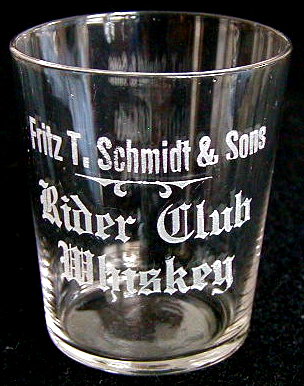 Fritz T. Schmidt & Sons
Rider Club
Whiskey